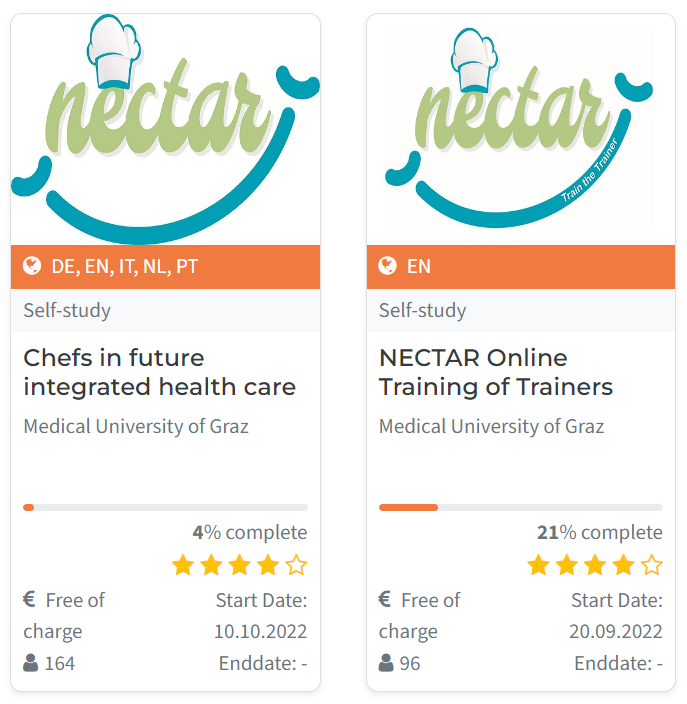 nectar
DE, EN, IT, NL, PT
Self-study
Chefs in future
integrated health care
Medical University of Graz
4% complete
€ Free of
charge
Start Date:
10.10.2022
164
Enddate: -
nectar
Train the Trainer
EN
Self-study
NECTAR Online
Training of Trainers
Medical University of Graz
21% complete
€ Free of
charge
Start Date:
20.09.2022
96
Enddate: -